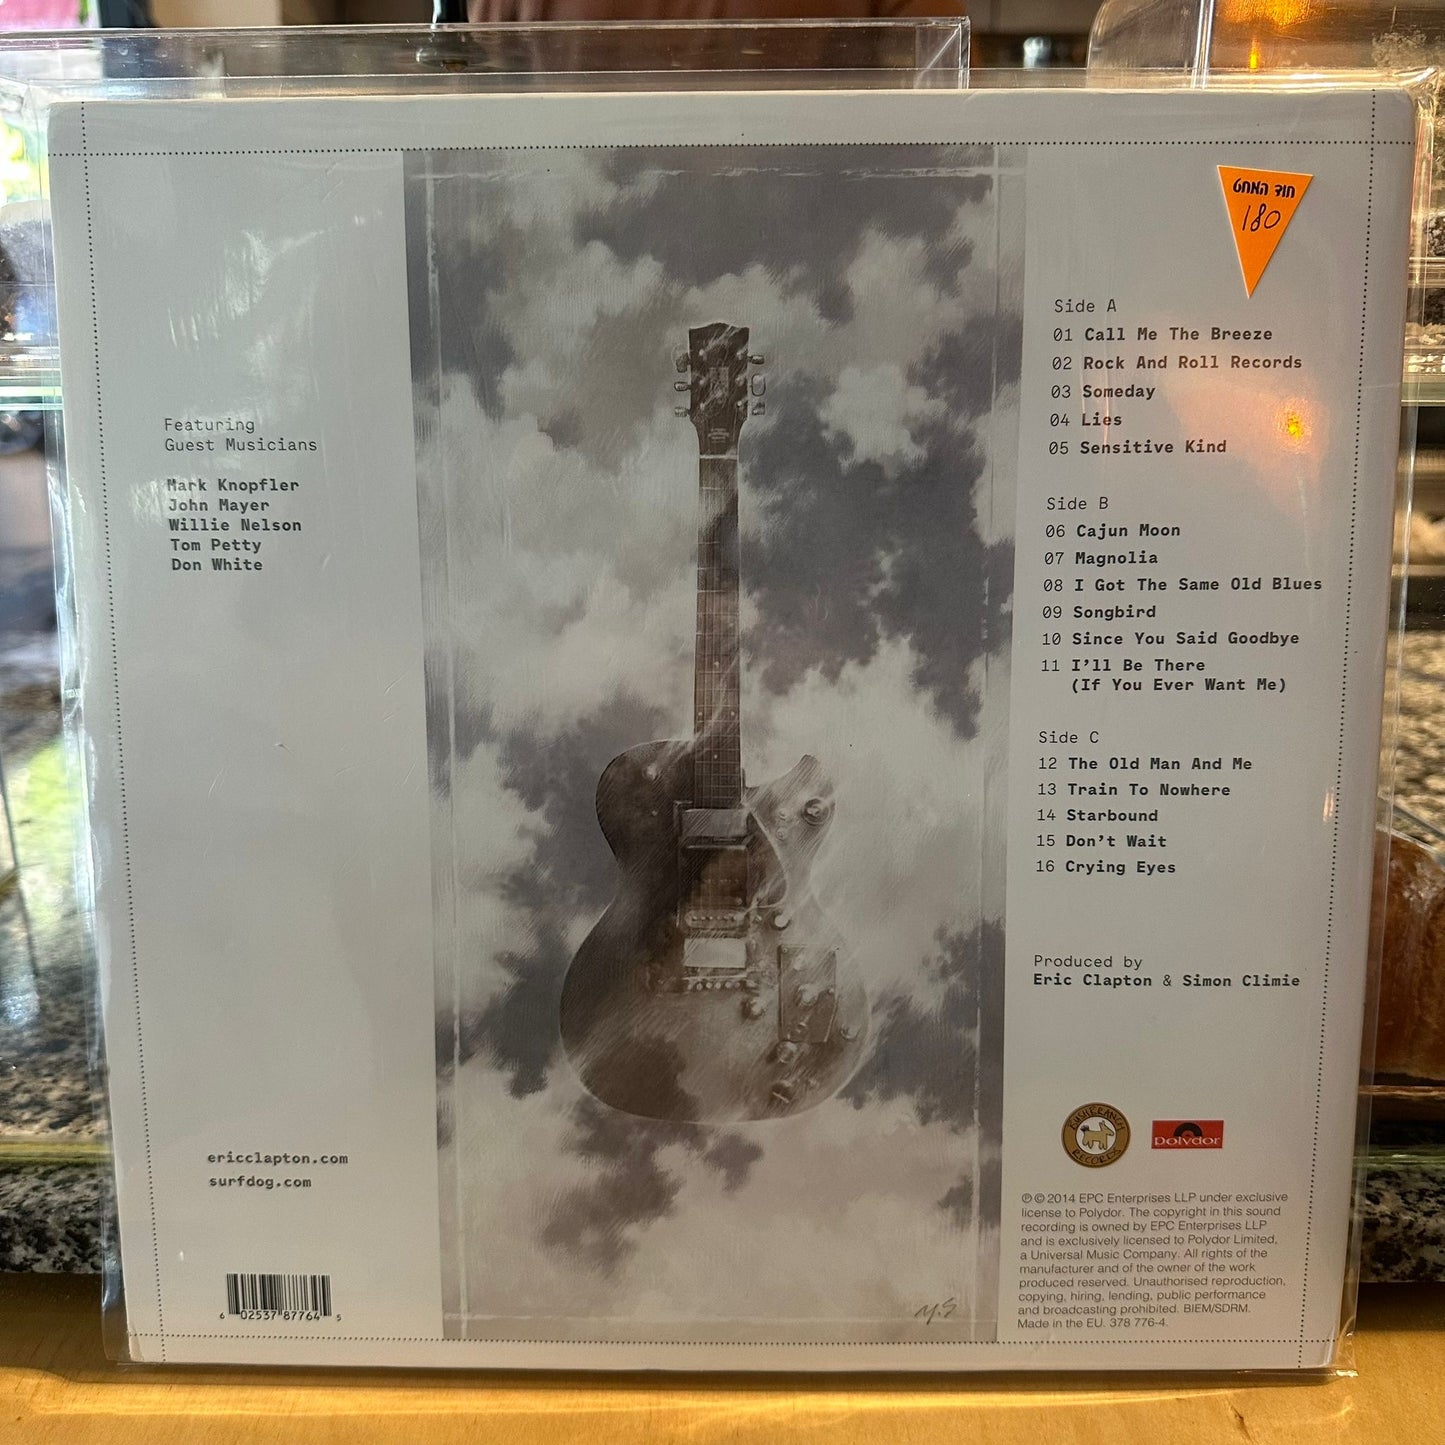 חוד המחט
180
Featuring
Guest Musicians
Mark Knopfler
John Mayer
Willie Nelson
Tom Petty
Don White
Side A
01 Call Me The Breeze
02 Rock And Roll Records
03 Someday
04 Lies
05 Sensitive Kind
Side B
06 Cajun Moon
07 Magnolia
08 I Got The Same Old Blues
09 Songbird
10 Since You Said Goodbye
11 I’ll Be There
(If You Ever Want Me)
Side C
12 The Old Man And Me
13 Train To Nowhere
14 Starbound
15 Don’t Wait
16 Crying Eyes
Produced by
Eric Clapton & Simon Climie
BUSHBRANCH
RECORDS
Polydor
ericclapton.com
surfdog.com
6 02537 87764 5
M.S
℗ © 2014 EPC Enterprises LLP under exclusive
license to Polydor. The copyright in this sound
recording is owned by EPC Enterprises LLP
and is exclusively licensed to Polydor Limited,
a Universal Music Company. All rights of the
manufacturer and of the owner of the work
produced reserved. Unauthorised reproduction,
copying, hiring, lending, public performance
and broadcasting prohibited. BIEM/SDRM.
Made in the EU. 378 776-4.